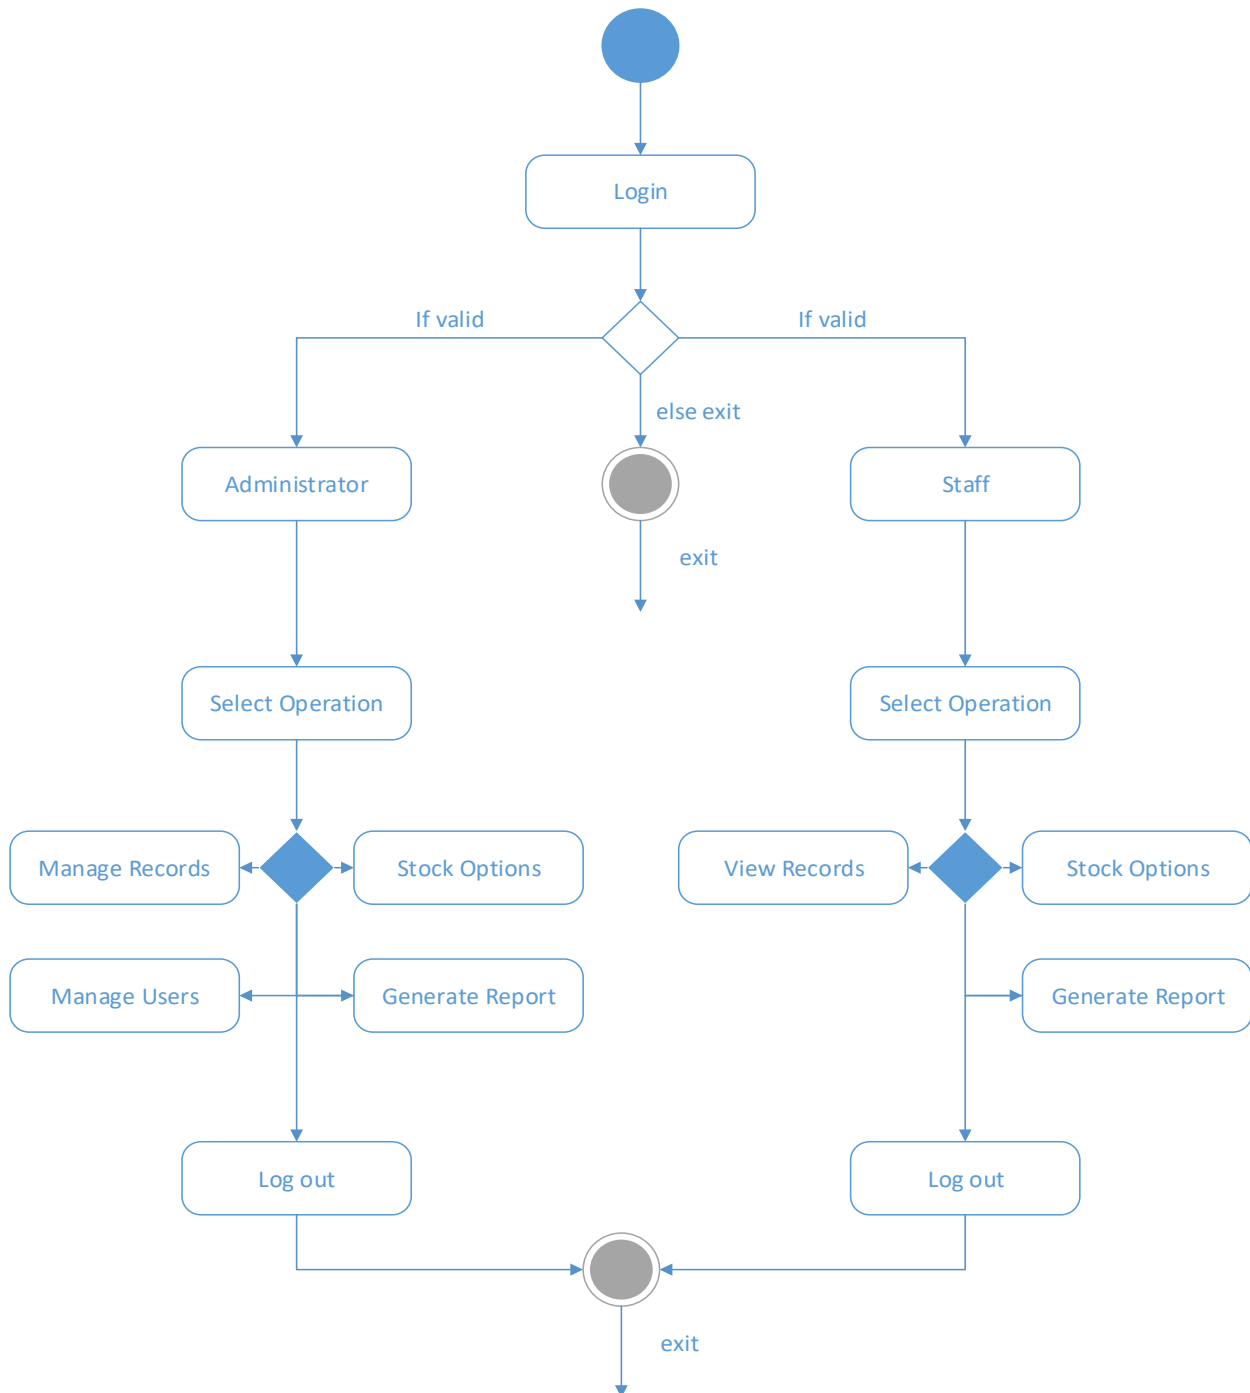 Login
If valid
If valid
else exit
Administrator
Staff
exit
Select Operation
Select Operation
Manage Records
Stock Options
View Records
Stock Options
Manage Users
Generate Report
Generate Report
Log out
Log out
exit